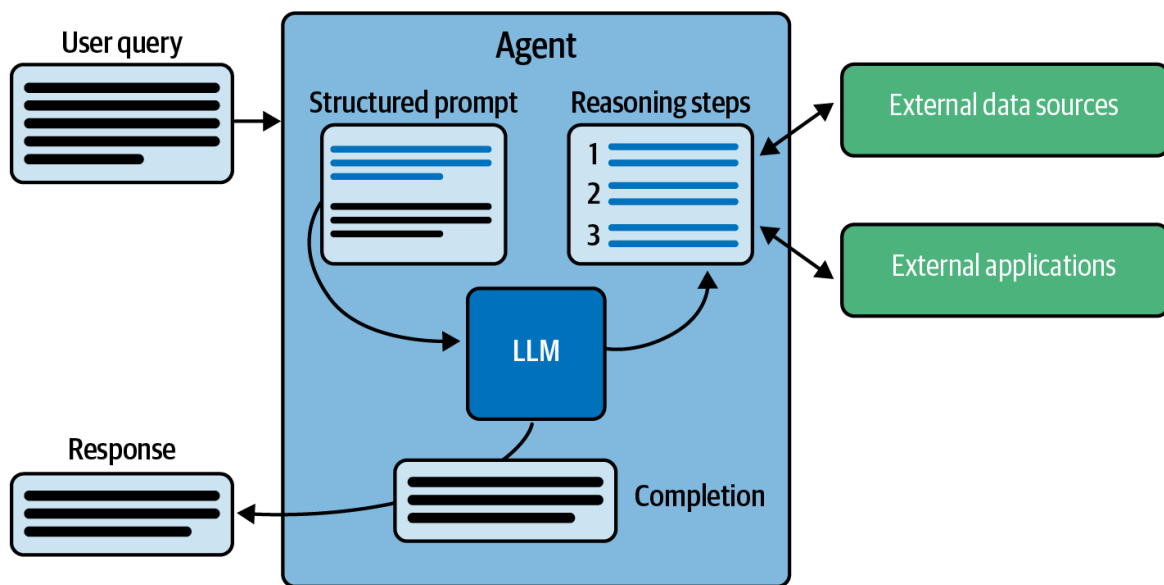 User query
Agent
Structured prompt
Reasoning steps
1
2
3
External data sources
External applications
LLM
Response
Completion